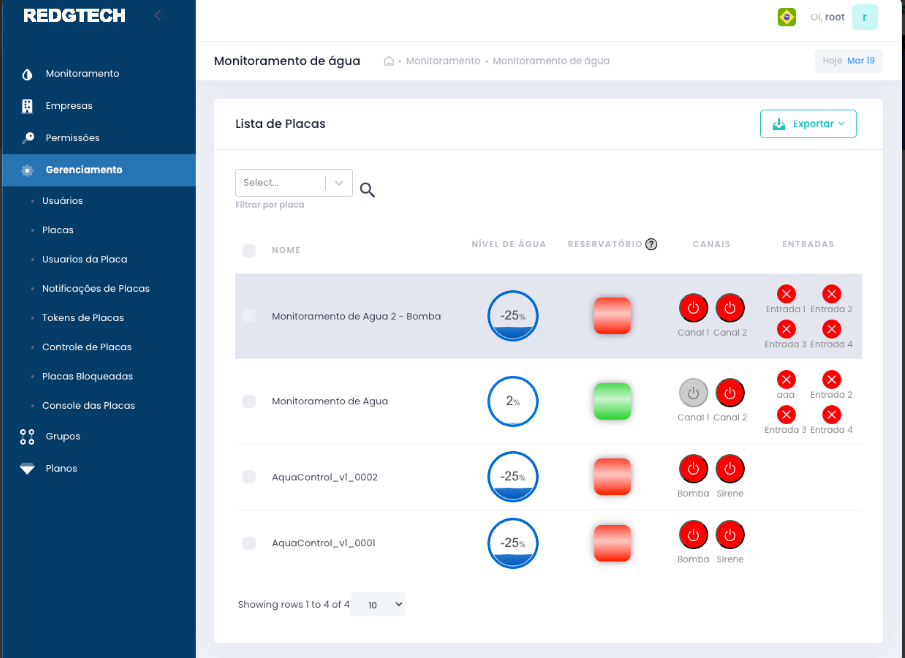 REDGTECH
Oi, root
r
Monitoramento de água
Monitoramento • Monitoramento de água
Hoje Mar 19
Monitoramento
Empresas
Permissões
Gerenciamento
Usuários
Placas
Usuarios da Placa
Notificações de Placas
Tokens de Placas
Controle de Placas
Placas Bloqueadas
Console das Placas
Grupos
Planos
Lista de Placas
Exportar
Select...
Filtrar por placa
NOME NÍVEL DE ÁGUA RESERVATÓRIO ? CANAIS ENTRADAS
Monitoramento de Agua 2 - Bomba
-25%
Canal 1 Canal 2
Entrada 1 Entrada 2
Entrada 3 Entrada 4
Monitoramento de Agua
2%
Canal 1 Canal 2
aaa Entrada 2
Entrada 3 Entrada 4
AquaControl_v1_0002
-25%
Bomba Sirene
AquaControl_v1_0001
-25%
Bomba Sirene
Showing rows 1 to 4 of 4 10